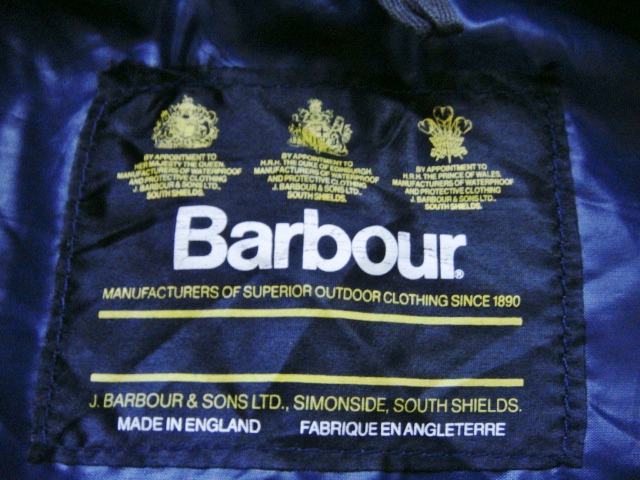 BY APPOINTMENT TO
HER MAJESTY THE QUEEN,
MANUFACTURERS OF WATERPROOF
AND PROTECTIVE CLOTHING
J. BARBOUR & SONS LTD.,
SOUTH SHIELDS.
BY APPOINTMENT TO
H.R.H. THE DUKE OF EDINBURGH,
MANUFACTURERS OF WATERPROOF
AND PROTECTIVE CLOTHING
J. BARBOUR & SONS LTD.,
SOUTH SHIELDS.
BY APPOINTMENT TO
H.R.H. THE PRINCE OF WALES,
MANUFACTURERS OF WATERPROOF
AND PROTECTIVE CLOTHING
J. BARBOUR & SONS LTD.,
SOUTH SHIELDS.
Barbour®
MANUFACTURERS OF SUPERIOR OUTDOOR CLOTHING SINCE 1890
J. BARBOUR & SONS LTD., SIMONSIDE, SOUTH SHIELDS.
MADE IN ENGLAND FABRIQUE EN ANGLETERRE